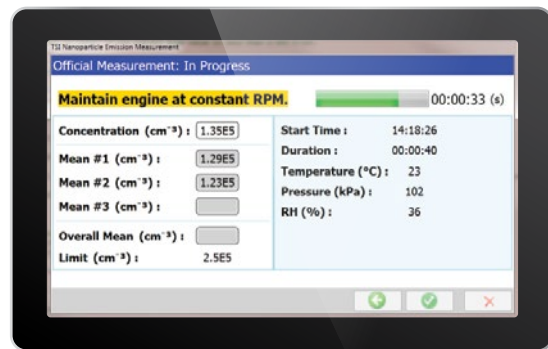 TSI Nanoparticle Emission Measurement
Official Measurement: In Progress
Maintain engine at constant RPM. 00:00:33 (s)
Concentration (cm⁻³) : 1.35E5
Mean #1 (cm⁻³) : 1.29E5
Mean #2 (cm⁻³) : 1.23E5
Mean #3 (cm⁻³) :
Overall Mean (cm⁻³) :
Limit (cm⁻³) : 2.5E5
Start Time : 14:18:26
Duration : 00:00:40
Temperature (°C) : 23
Pressure (kPa) : 102
RH (%) : 36